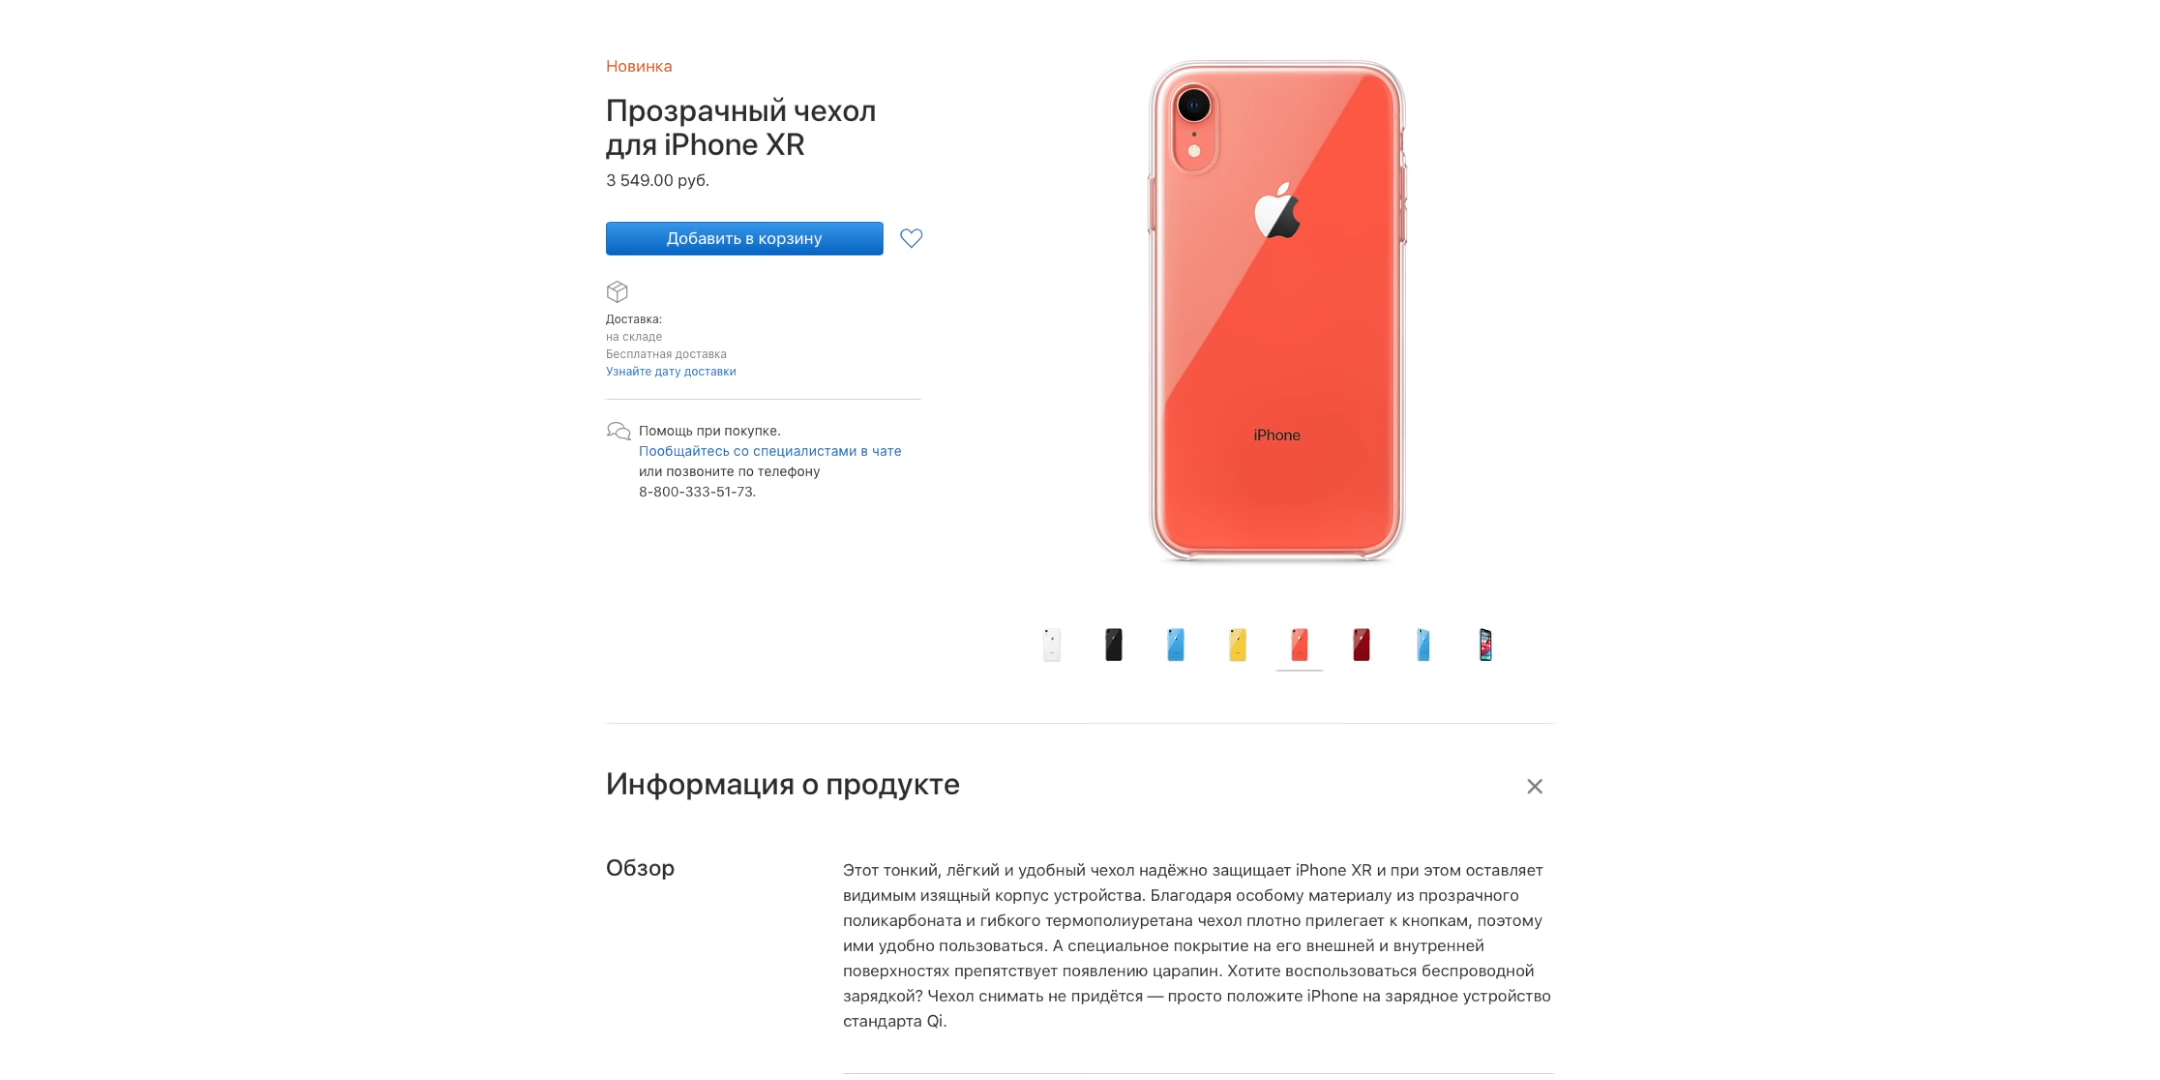 Новинка
Прозрачный чехол
для iPhone XR
3 549.00 руб.
Добавить в корзину
Доставка:
на складе
Бесплатная доставка
Узнайте дату доставки
Помощь при покупке.
Пообщайтесь со специалистами в чате
или позвоните по телефону
8-800-333-51-73.
iPhone
Информация о продукте
Обзор
Этот тонкий, лёгкий и удобный чехол надёжно защищает iPhone XR и при этом оставляет
видимым изящный корпус устройства. Благодаря особому материалу из прозрачного
поликарбоната и гибкого термополиуретана чехол плотно прилегает к кнопкам, поэтому
ими удобно пользоваться. А специальное покрытие на его внешней и внутренней
поверхностях препятствует появлению царапин. Хотите воспользоваться беспроводной
зарядкой? Чехол снимать не придётся — просто положите iPhone на зарядное устройство
стандарта Qi.